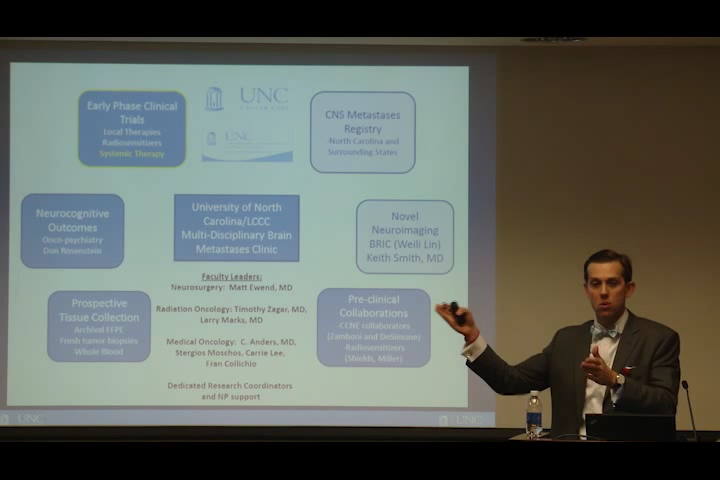 Early Phase Clinical
Trials
Local Therapies
Radiosensitizers
Systemic Therapy
UNC
CANCER CARE
UNC
CNS Metastases
Registry
-North Carolina and
Surrounding States
Neurocognitive
Outcomes
Onco-psychiatry
Don Rosenstein
University of North
Carolina/LCCC
Multi-Disciplinary Brain
Metastases Clinic
Novel
Neuroimaging
BRIC (Weili Lin)
Keith Smith, MD
Faculty Leaders:
Neurosurgery: Matt Ewend, MD
Radiation Oncology: Timothy Zagar, MD,
Larry Marks, MD
Medical Oncology: C. Anders, MD,
Stergios Moschos, Carrie Lee,
Fran Collichio
Dedicated Research Coordinators
and NP support
Prospective
Tissue Collection
Archival FFPE
Fresh tumor biopsies
Whole Blood
Pre-clinical
Collaborations
-CCNE collaborators
(Zamboni and DeSimone)
-Radiosensitizers
(Shields, Miller)
UNC
UNC